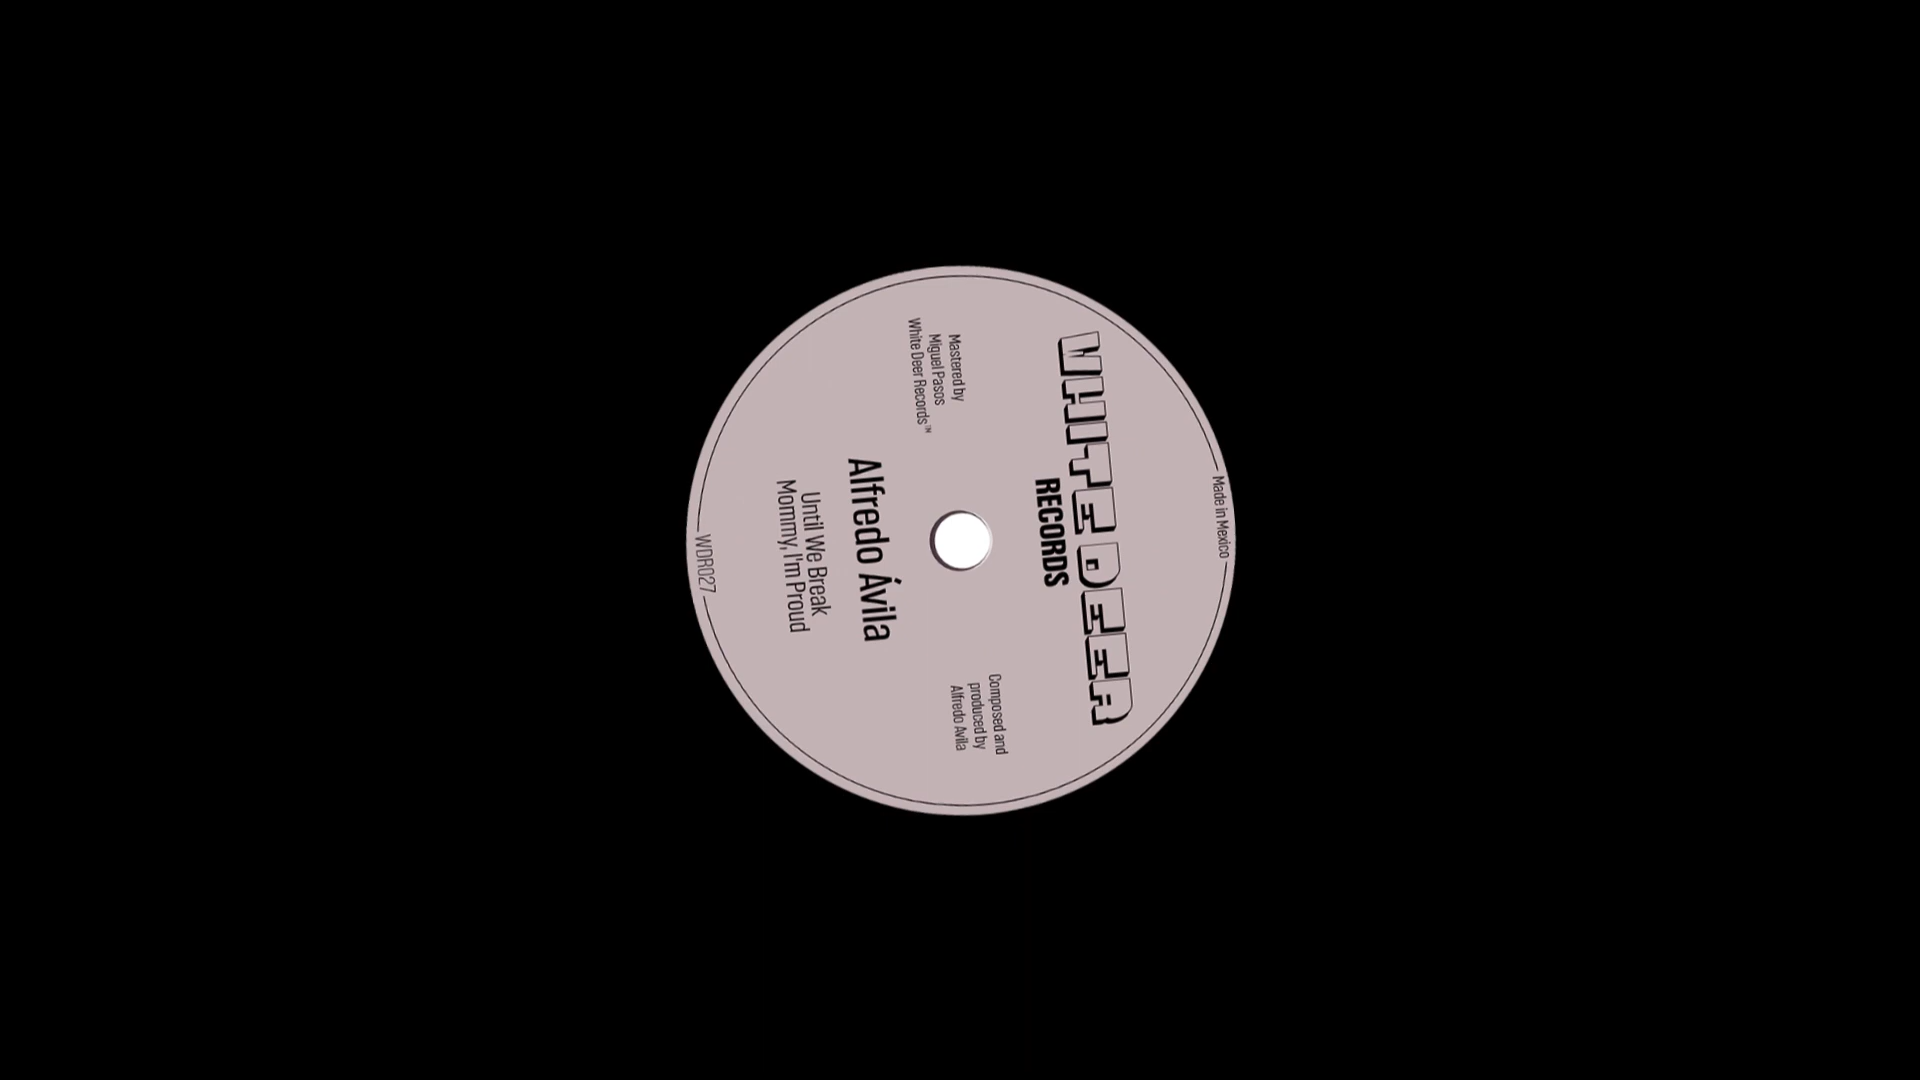 Made in Mexico
WHITE DEER
RECORDS
Mastered by
Miguel Pasos
White Deer Records™
Composed and
produced by
Alfredo Avila
Alfredo Ávila
Until We Break
Mommy, I'm Proud
WDR027